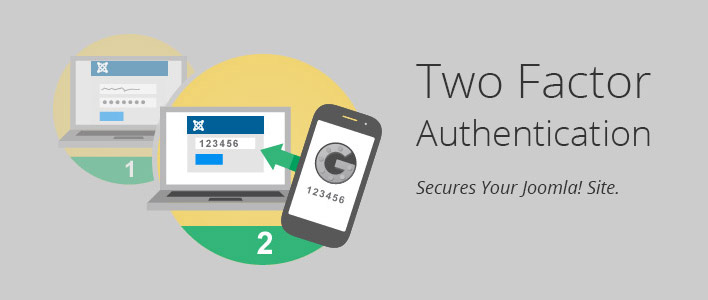 Two Factor
Authentication
Secures Your Joomla! Site.
1
123456
G
123456
2